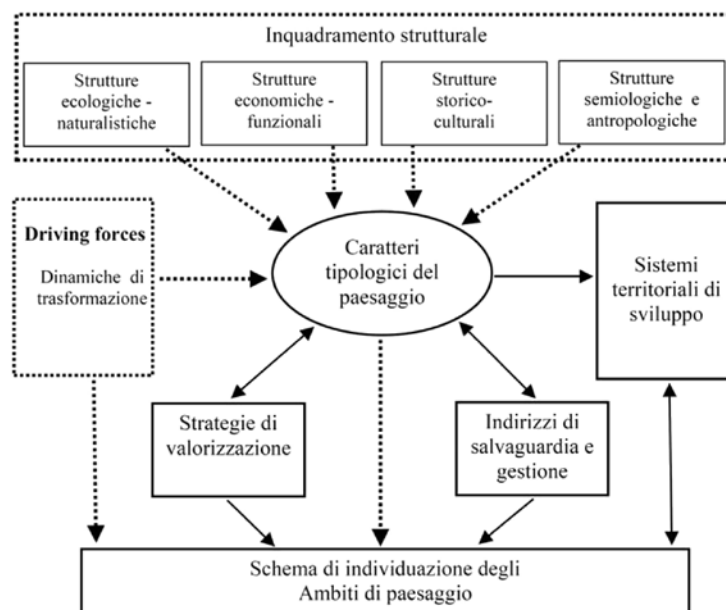 Inquadramento strutturale
Strutture
ecologiche -
naturalistiche
Strutture
economiche -
funzionali
Strutture
storico-
culturali
Strutture
semiologiche e
antropologiche
Driving forces
Dinamiche di
trasformazione
Caratteri
tipologici del
paesaggio
Sistemi
territoriali di
sviluppo
Strategie di
valorizzazione
Indirizzi di
salvaguardia e
gestione
Schema di individuazione degli
Ambiti di paesaggio